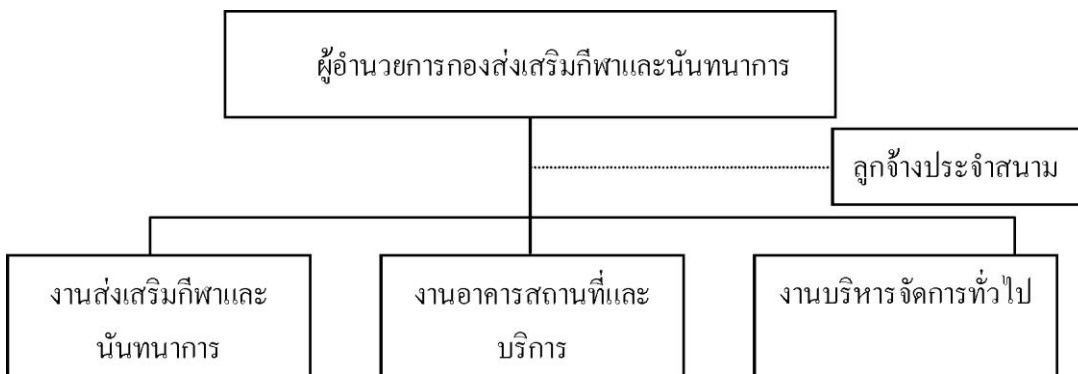 ผู้อำนวยการกองส่งเสริมกีฬาและนันทนาการ
ลูกจ้างประจำสนาม
งานส่งเสริมกีฬาและ
นันทนาการ
งานอาคารสถานที่และ
บริการ
งานบริหารจัดการทั่วไป